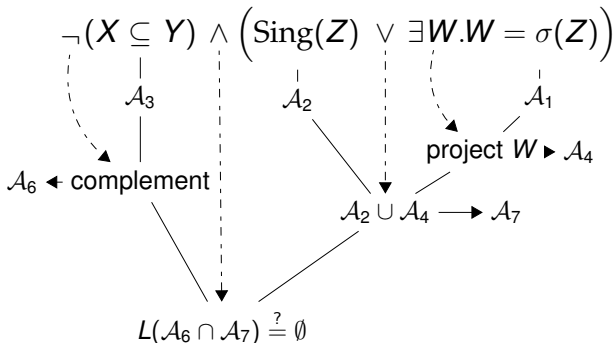 ¬(X ⊆ Y) ∧ (Sing(Z) ∨ ∃W.W = σ(Z))
A₃ A₂ A₁
project W A₄
A₆ complement
A₂ ∪ A₄ A₇
L(A₆ ∩ A₇) ≟ ∅